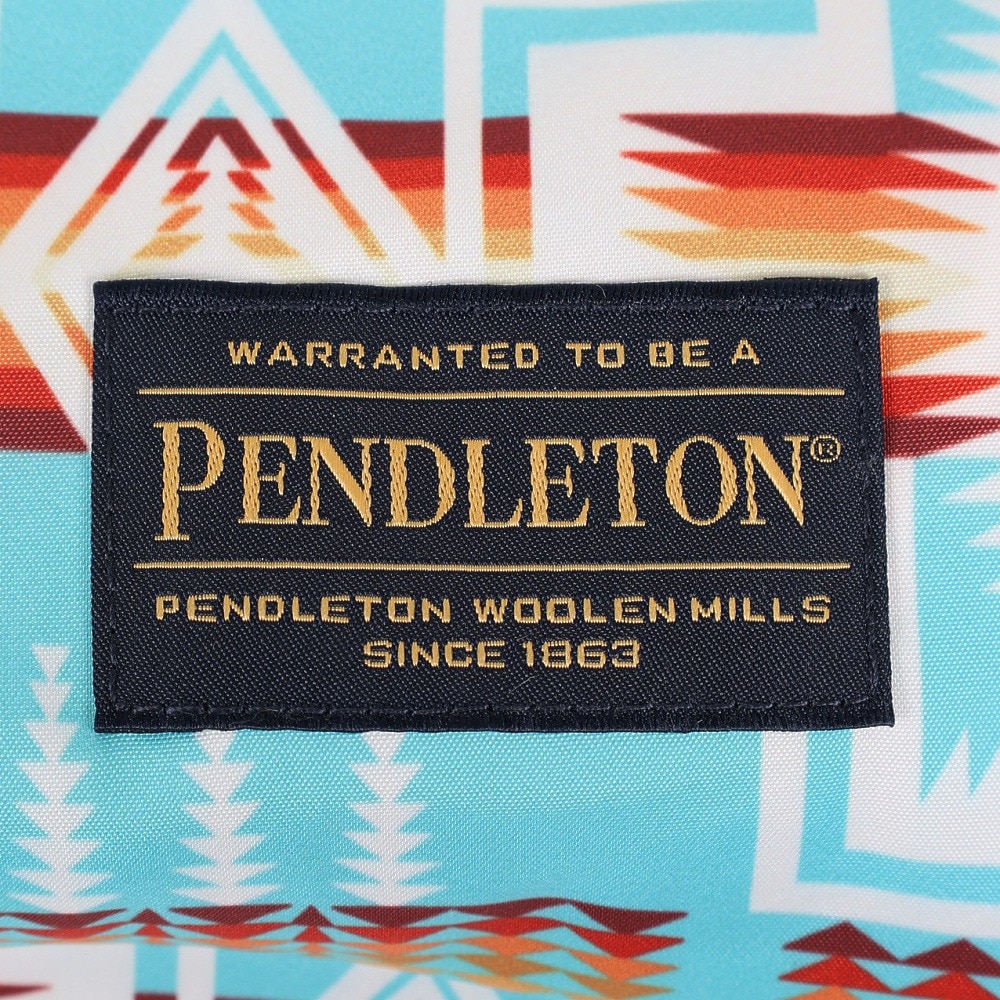 WARRANTED TO BE A
PENDLETON®
PENDLETON WOOLEN MILLS
SINCE 1863